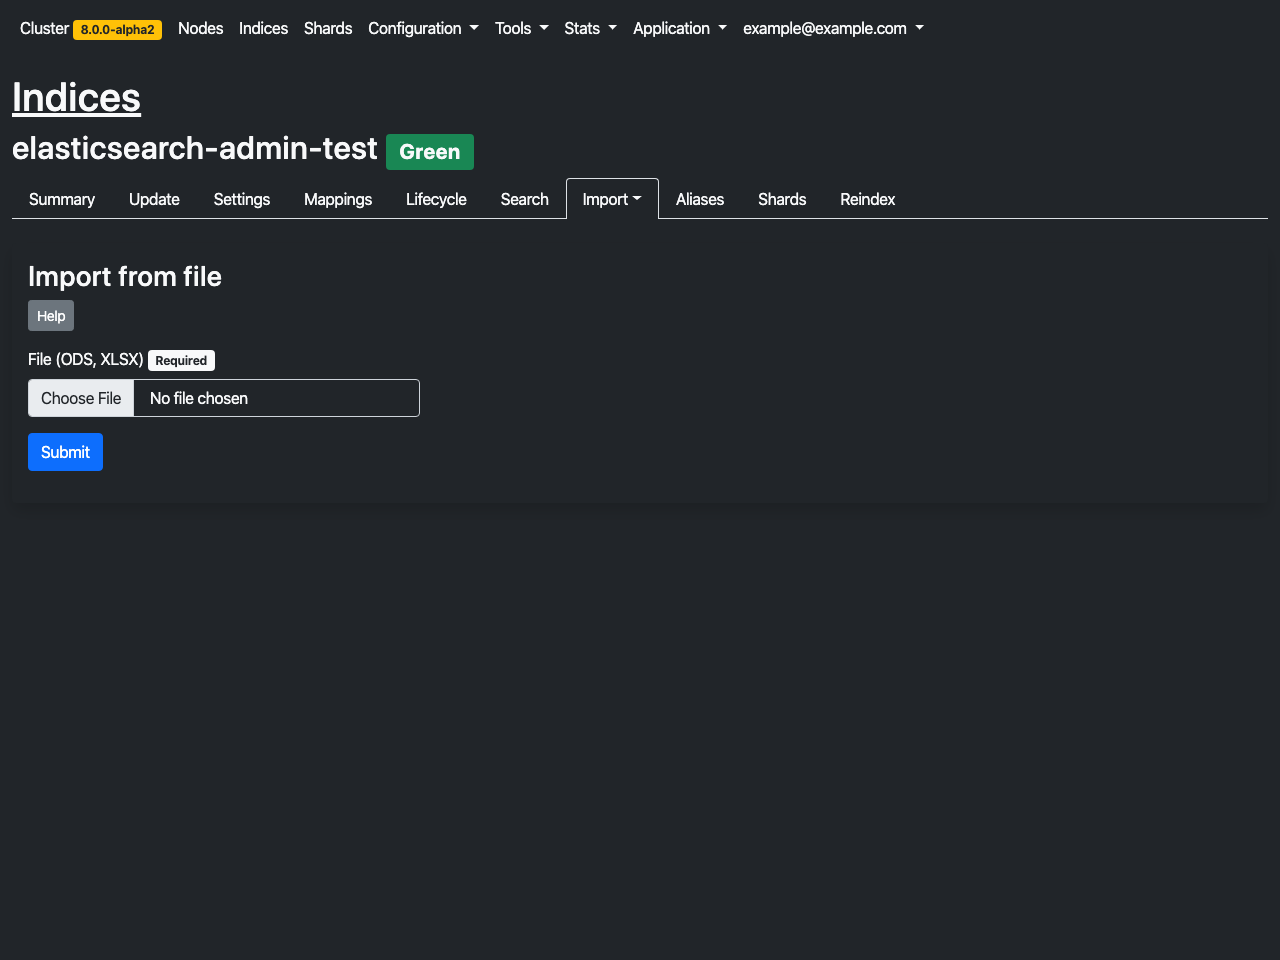 Cluster 8.0.0-alpha2 Nodes Indices Shards Configuration Tools Stats Application example@example.com
Indices
elasticsearch-admin-test Green
Summary Update Settings Mappings Lifecycle Search Import Aliases Shards Reindex
Import from file
Help
File (ODS, XLSX) Required
Choose File No file chosen
Submit